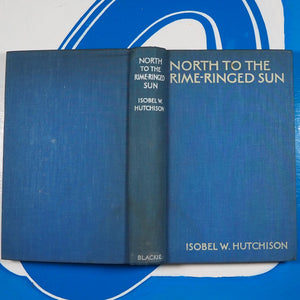 NORTH
TO THE
RIME-RINGED
SUN
ISOBEL W.
HUTCHISON
BLACKIE
NORTH TO THE
RIME-RINGED SUN
ISOBEL W. HUTCHISON